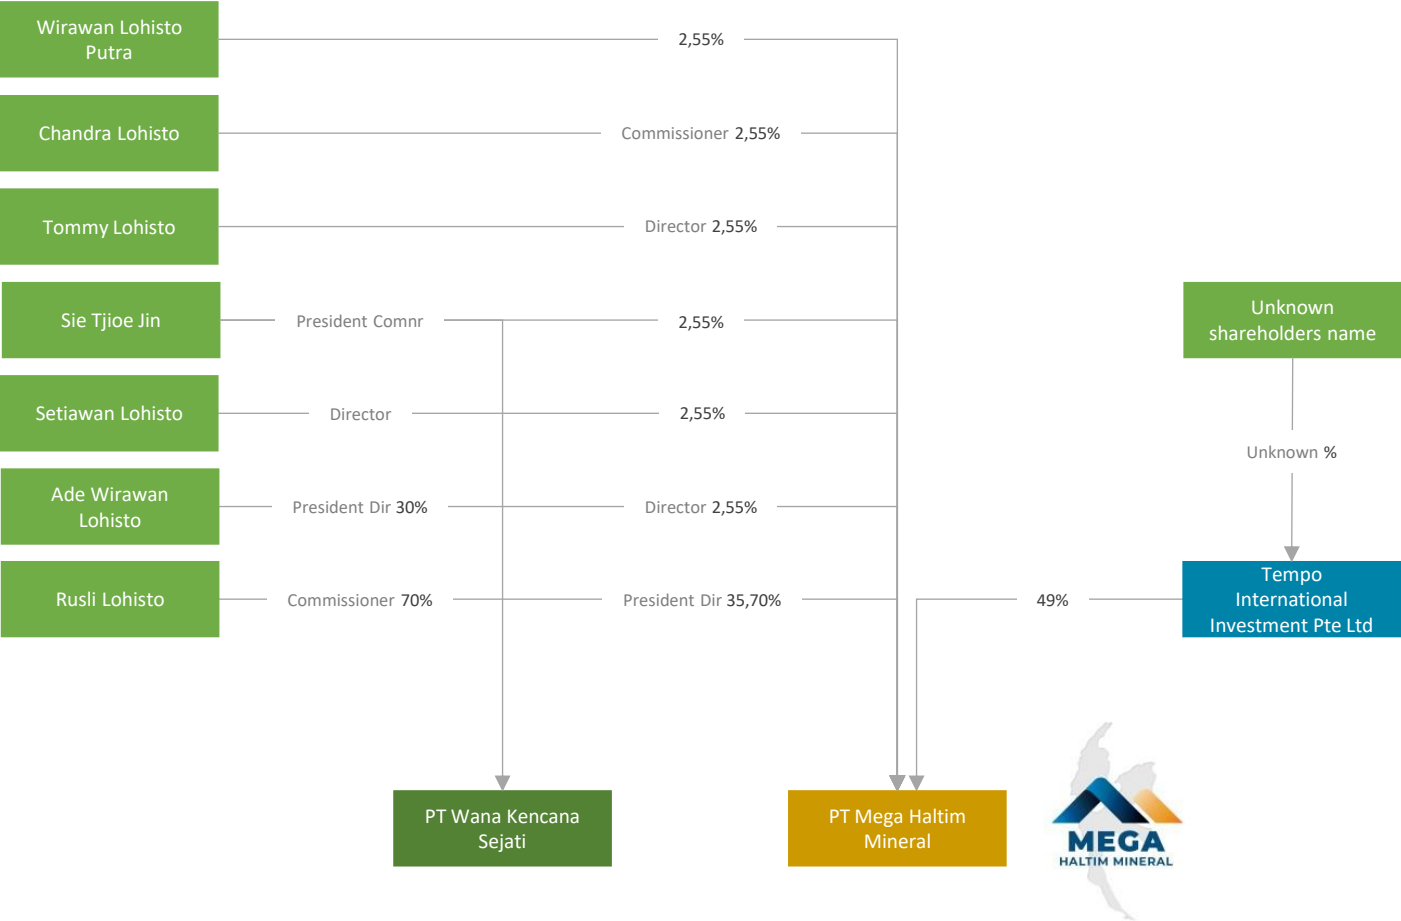 Wirawan Lohisto
Putra
2,55%
Chandra Lohisto
Commissioner 2,55%
Tommy Lohisto
Director 2,55%
Sie Tjioe Jin
President Comnr
2,55%
Unknown
shareholders name
Setiawan Lohisto
Director
2,55%
Unknown %
Ade Wirawan
Lohisto
President Dir 30%
Director 2,55%
Rusli Lohisto
Commissioner 70%
President Dir 35,70%
49%
Tempo
International
Investment Pte Ltd
PT Wana Kencana
Sejati
PT Mega Haltim
Mineral
MEGA
HALTIM MINERAL